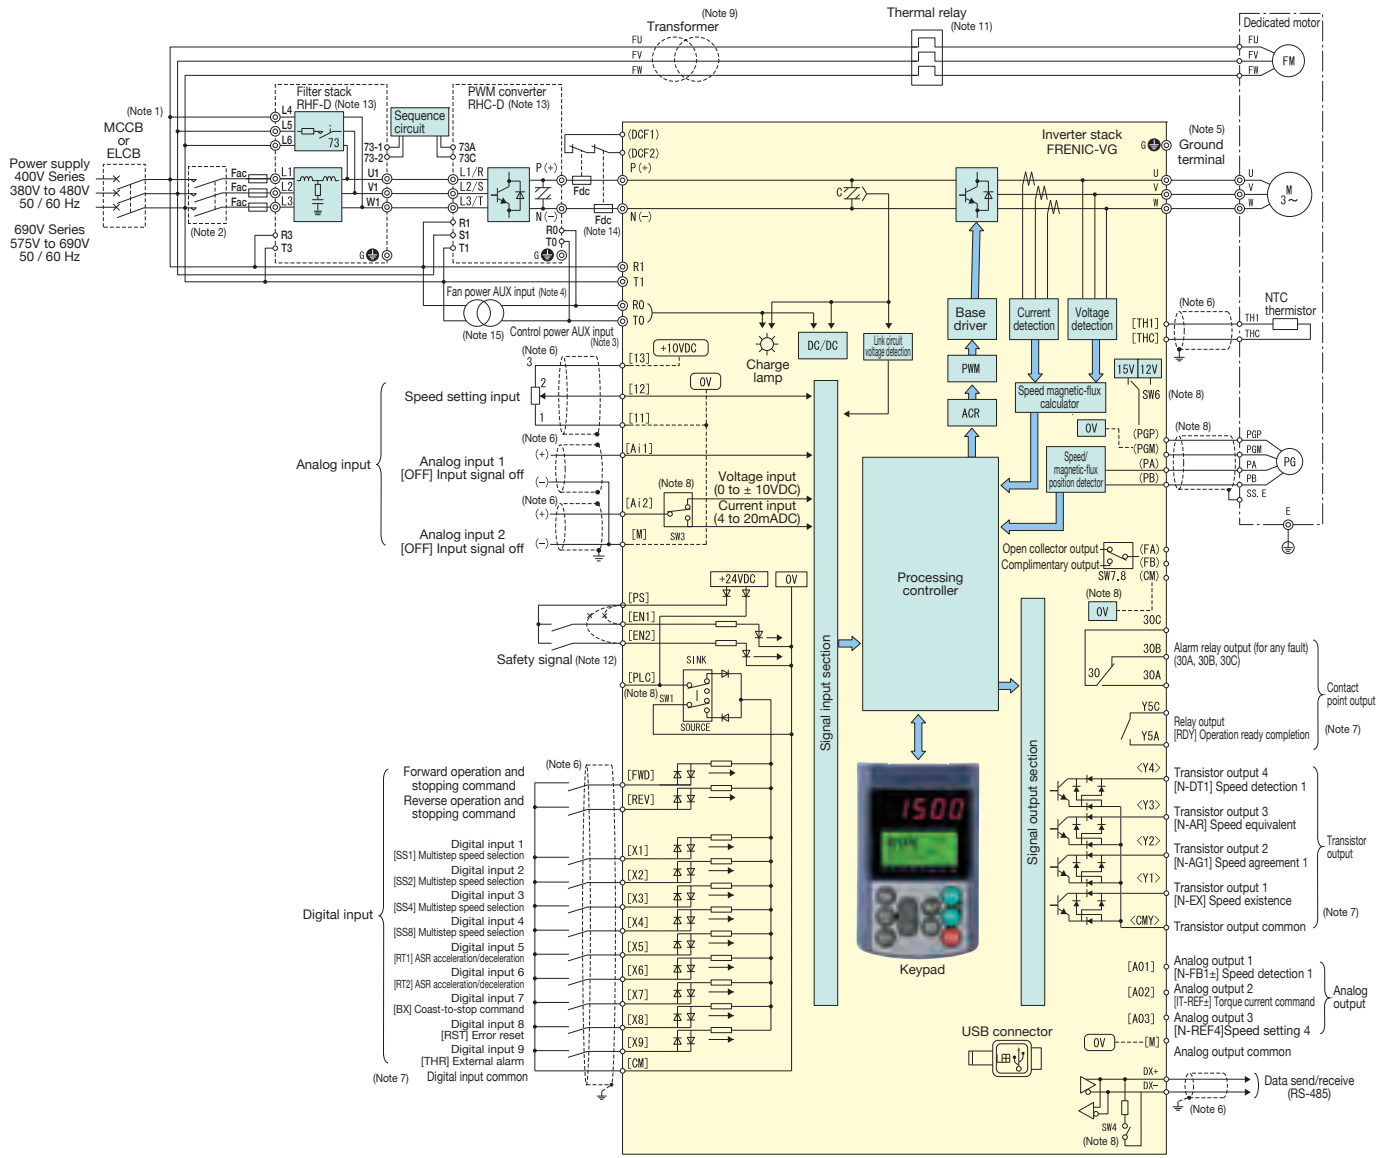 (Note 9)
Transformer
Thermal relay
(Note 11)
Dedicated motor
FU
FV
FW
FU
FV
FW
FM
(Note 1)
MCCB
or
ELCB
Filter stack
RHF-D (Note 13)
L4
L5
L6
73
Sequence
circuit
73-1
73-2
73A
73C
PWM converter
RHC-D (Note 13)
(DCF1)
(DCF2)
Inverter stack
FRENIC-VG
(Note 5)
G
Ground
terminal
Power supply
400V Series
380V to 480V
50 / 60 Hz
690V Series
575V to 690V
50 / 60 Hz
Fac
Fac
Fac
(Note 2)
L1
L2
L3
U1
V1
W1
L1/R
L2/S
L3/T
P(+)
N(-)
Fdc
Fdc
(Note 14)
P(+)
N(-)
C
U
V
W
U
V
W
M
3~
R3
T3
G
R1
S1
T1
R0
T0
G
R1
T1
Fan power AUX input (Note 4)
R0
T0
(Note 15)
Control power AUX input
(Note 3)
Charge
lamp
DC/DC
Link circuit
voltage detection
Base
driver
PWM
ACR
Current
detection
Voltage
detection
Speed magnetic-flux
calculator
Speed/
magnetic-flux
position detector
[TH1]
[THC]
(Note 6)
NTC
thermistor
TH1
THC
15V
12V
SW6
(Note 8)
0V
(PGP)
(PGM)
(PA)
(PB)
(Note 8)
PGP
PGM
PA
PB
SS. E
PG
E
(Note 6)
3
2
1
Speed setting input
[13]
+10VDC
[12]
0V
[11]
Analog input
(Note 6)
(+)
Analog input 1
[OFF] Input signal off
(-)
[Ai1]
(Note 6)
(+)
Analog input 2
[OFF] Input signal off
(-)
[Ai2]
(Note 8)
SW3
[M]
Voltage input
(0 to ± 10VDC)
Current input
(4 to 20mADC)
Open collector output
Complimentary output
SW7.8
(FA)
(FB)
(CM)
(Note 8)
0V
Processing
controller
Signal input section
Signal output section
+24VDC
0V
[PS]
[EN1]
[EN2]
Safety signal (Note 12)
[PLC]
(Note 8)
SW1
SINK
SOURCE
30C
30B
30
30A
Alarm relay output (for any fault)
(30A, 30B, 30C)
Y5C
Y5A
Relay output
[RDY] Operation ready completion
Contact
point output
(Note 7)
Digital input
(Note 6)
Forward operation and
stopping command
[FWD]
Reverse operation and
stopping command
[REV]
Digital input 1
[SS1] Multistep speed selection
[X1]
Digital input 2
[SS2] Multistep speed selection
[X2]
Digital input 3
[SS4] Multistep speed selection
[X3]
Digital input 4
[SS8] Multistep speed selection
[X4]
Digital input 5
[RT1] ASR acceleration/deceleration
[X5]
Digital input 6
[RT2] ASR acceleration/deceleration
[X6]
Digital input 7
[BX] Coast-to-stop command
[X7]
Digital input 8
[RST] Error reset
[X8]
Digital input 9
[THR] External alarm
[X9]
(Note 7)
Digital input common
[CM]
1500
Keypad
<Y4>
Transistor output 4
[N-DT1] Speed detection 1
<Y3>
Transistor output 3
[N-AR] Speed equivalent
<Y2>
Transistor output 2
[N-AG1] Speed agreement 1
<Y1>
Transistor output 1
[N-EX] Speed existence
<CMY>
Transistor output common
Transistor
output
(Note 7)
[A01]
Analog output 1
[N-FB1±] Speed detection 1
[A02]
Analog output 2
[IT-REF±] Torque current command
[A03]
Analog output 3
[N-REF4]Speed setting 4
0V
[M]
Analog output common
Analog
output
USB connector
DX+
DX-
SW4
(Note 8)
(Note 6)
Data send/receive
(RS-485)